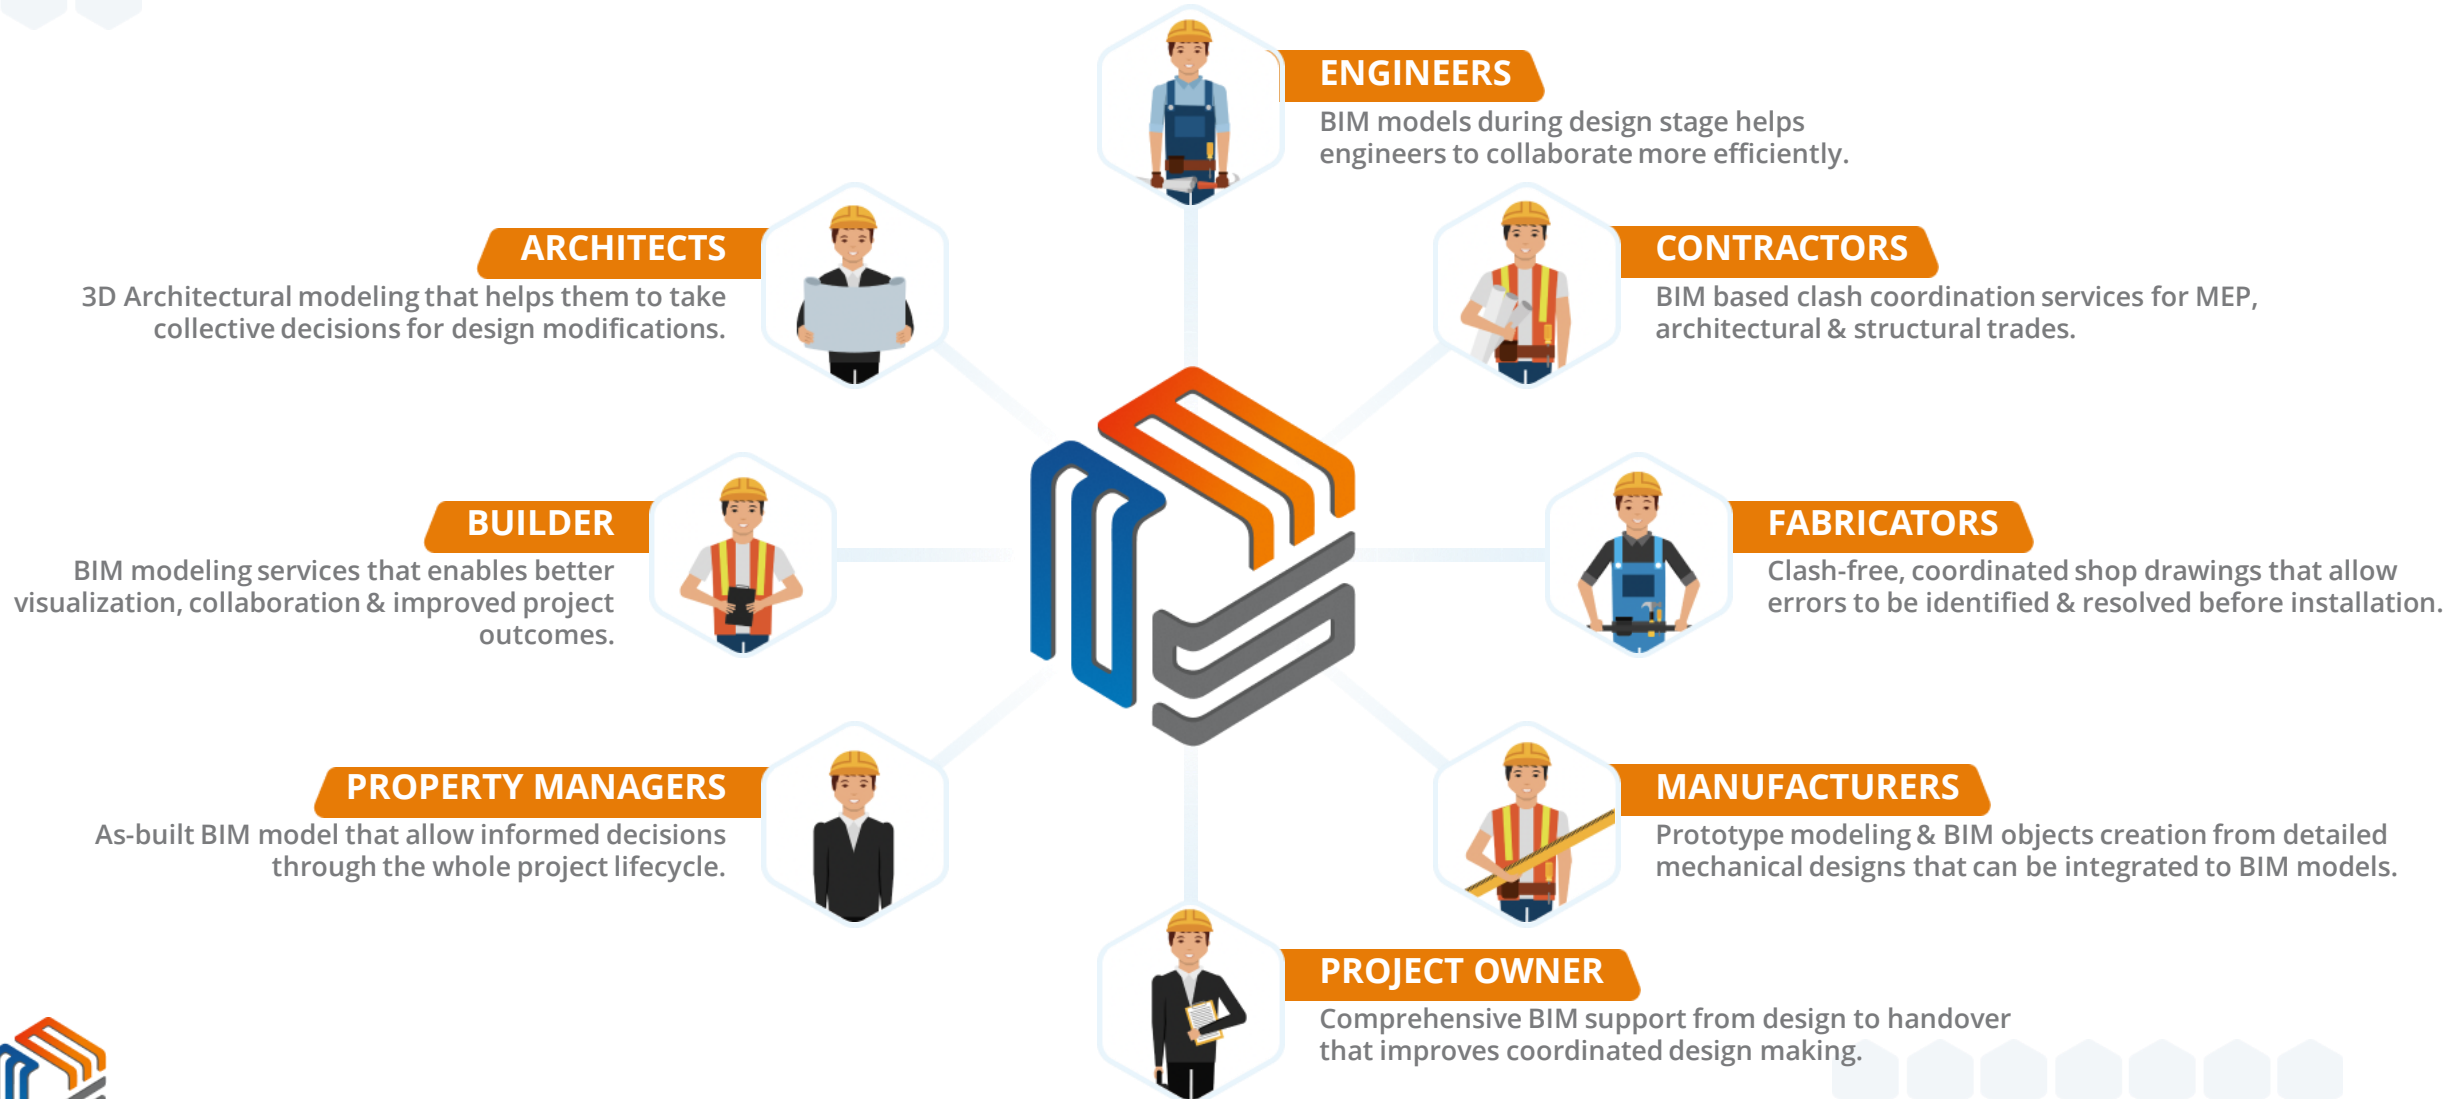 ENGINEERS
BIM models during design stage helps
engineers to collaborate more efficiently.
ARCHITECTS
3D Architectural modeling that helps them to take
collective decisions for design modifications.
CONTRACTORS
BIM based clash coordination services for MEP,
architectural & structural trades.
BUILDER
BIM modeling services that enables better
visualization, collaboration & improved project
outcomes.
FABRICATORS
Clash-free, coordinated shop drawings that allow
errors to be identified & resolved before installation.
PROPERTY MANAGERS
As-built BIM model that allow informed decisions
through the whole project lifecycle.
MANUFACTURERS
Prototype modeling & BIM objects creation from detailed
mechanical designs that can be integrated to BIM models.
PROJECT OWNER
Comprehensive BIM support from design to handover
that improves coordinated design making.